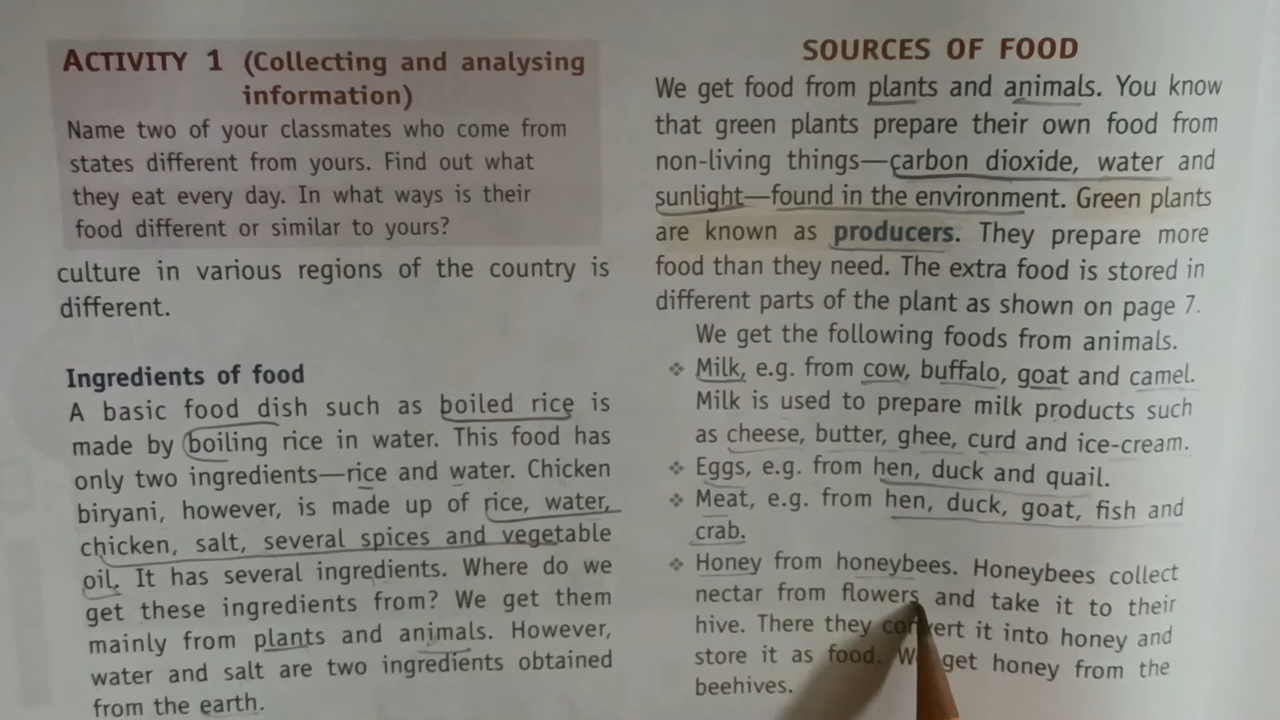 ACTIVITY 1 (Collecting and analysing
information)
Name two of your classmates who come from
states different from yours. Find out what
they eat every day. In what ways is their
food different or similar to yours?
culture in various regions of the country is
different.
Ingredients of food
A basic food dish such as boiled rice is
made by boiling rice in water. This food has
only two ingredients—rice and water. Chicken
biryani, however, is made up of rice, water,
chicken, salt, several spices and vegetable
oil. It has several ingredients. Where do we
get these ingredients from? We get them
mainly from plants and animals. However,
water and salt are two ingredients obtained
from the earth.
SOURCES OF FOOD
We get food from plants and animals. You know
that green plants prepare their own food from
non-living things—carbon dioxide, water and
sunlight—found in the environment. Green plants
are known as producers. They prepare more
food than they need. The extra food is stored in
different parts of the plant as shown on page 7.
We get the following foods from animals.
❖ Milk, e.g. from cow, buffalo, goat and camel.
Milk is used to prepare milk products such
as cheese, butter, ghee, curd and ice-cream.
❖ Eggs, e.g. from hen, duck and quail.
❖ Meat, e.g. from hen, duck, goat, fish and
crab.
❖ Honey from honeybees. Honeybees collect
nectar from flowers and take it to their
hive. There they convert it into honey and
store it as food. We get honey from the
beehives.